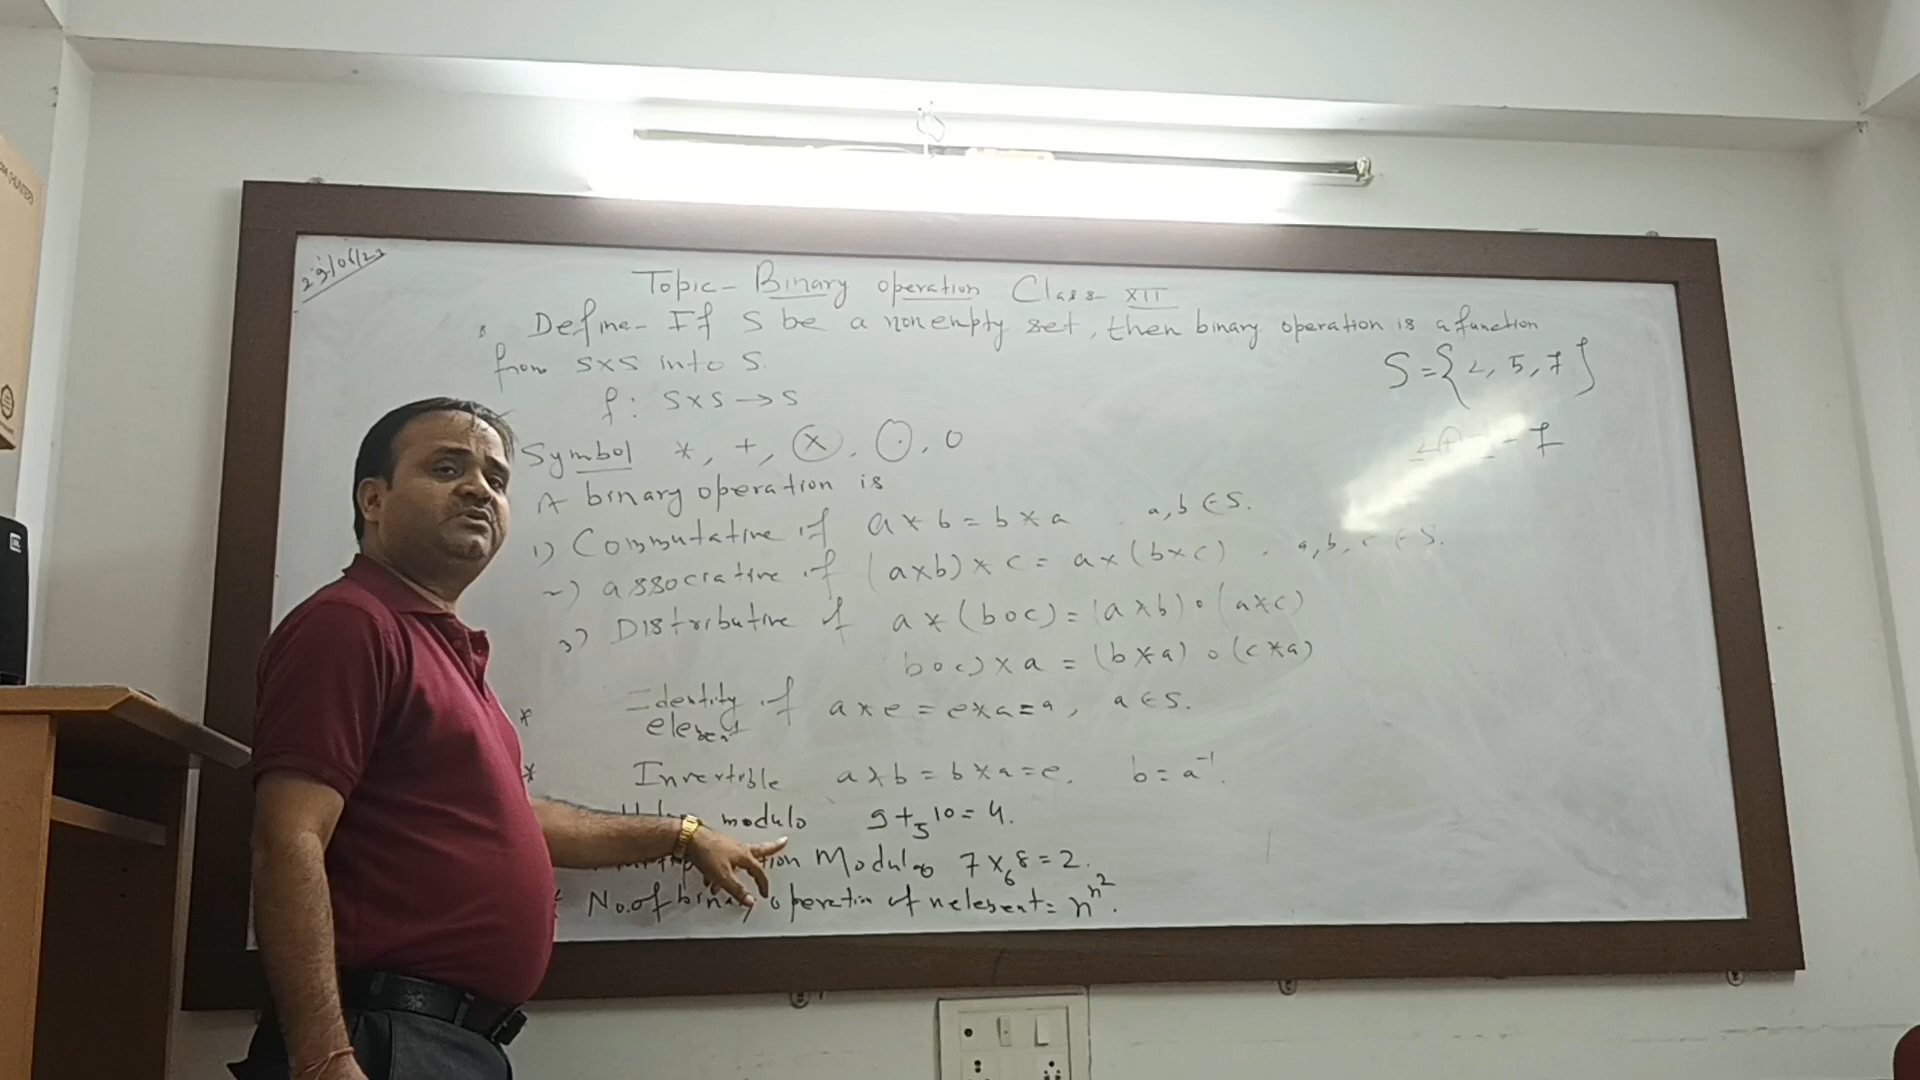 29/06/23
Topic - Binary operation Class - XII
Define - If S be a nonempty set, then binary operation is a function
from S×S into S.
S={2, 5, 7}
f: S×S → S
Symbol *, +, ⊗, ⊙, o
7
A binary operation is
1) Commutative if a * b = b * a a, b ∈ S.
2) associative if (a*b) * c = a * (b*c) . a, b, c ∈ S.
3) Distributive if a * (b o c) = (a * b) o (a*c)
b o c) * a = (b * a) o (c * a)
* Identity if a * e = e*a = a, a ∈ S.
element
* Invertible a * b = b * a = e. b = a⁻¹.
modulo 9 +₅ 10 = 4.
Modulo 7 ×₆ 8 = 2.
* No. of binary operation of n element = n^n².